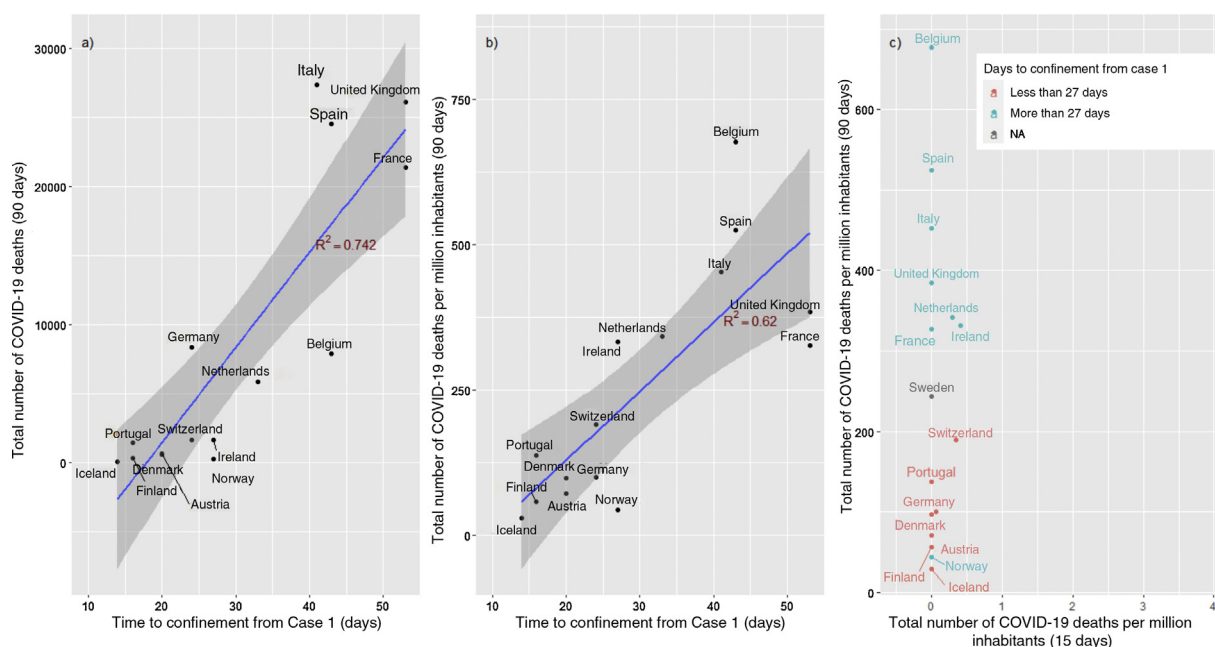 a)
Total number of COVID-19 deaths (90 days)
30000
20000
10000
0
Italy
United Kingdom
Spain
France
R² = 0.742
Germany
Belgium
Netherlands
Portugal
Switzerland
Iceland
Denmark
Ireland
Finland
Norway
Austria
10 20 30 40 50
Time to confinement from Case 1 (days)
b)
Total number of COVID-19 deaths per million inhabitants (90 days)
750
500
250
0
Belgium
Spain
Italy
United Kingdom
R² = 0.62
Netherlands
France
Ireland
Switzerland
Portugal
Denmark
Germany
Finland
Norway
Austria
Iceland
10 20 30 40 50
Time to confinement from Case 1 (days)
c)
Total number of COVID-19 deaths per million inhabitants (90 days)
600
400
200
0
Belgium
Days to confinement from case 1
Less than 27 days
More than 27 days
NA
Spain
Italy
United Kingdom
Netherlands
France
Ireland
Sweden
Switzerland
Portugal
Germany
Denmark
Austria
Norway
Finland
Iceland
0 1 2 3 4
Total number of COVID-19 deaths per million
inhabitants (15 days)